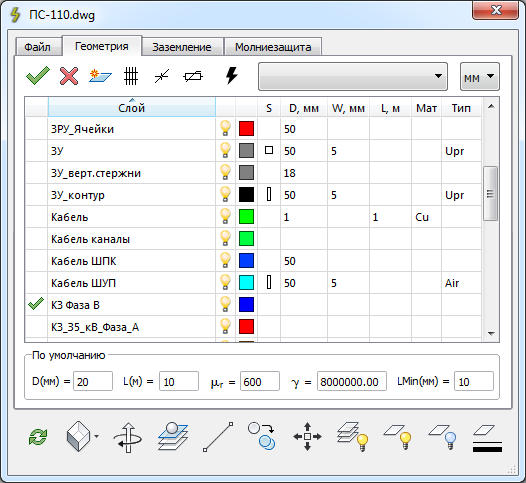 ПС-110.dwg
Файл Геометрия Заземление Молниезащита
мм
Слой S D, мм W, мм L, м Мат Тип
ЗРУ_Ячейки 50
ЗУ 50 5 Upr
ЗУ_верт.стержни 18
ЗУ_контур 50 5 Upr
Кабель 1 1 Cu
Кабель каналы
Кабель ШПК 50
Кабель ШУП 50 5 Air
КЗ Фаза В
КЗ_35_кВ_Фаза_А
По умолчанию
D(мм) = 20 L(м) = 10 μr = 600 γ = 8000000.00 LMin(мм) = 10